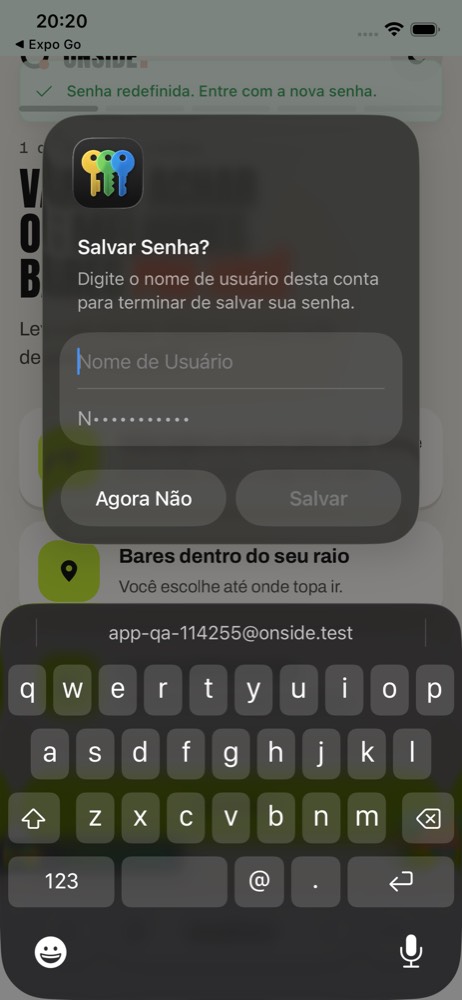 20:20
◀ Expo Go
ONSIDE.
Senha redefinida. Entre com a nova senha.
1
Salvar Senha?
Digite o nome de usuário desta conta
para terminar de salvar sua senha.
Nome de Usuário
N•••••••••••
Agora Não
Salvar
Bares dentro do seu raio
Você escolhe até onde topa ir.
app-qa-114255@onside.test
q w e r t y u i o p
a s d f g h j k l
z x c v b n m
123 @ .